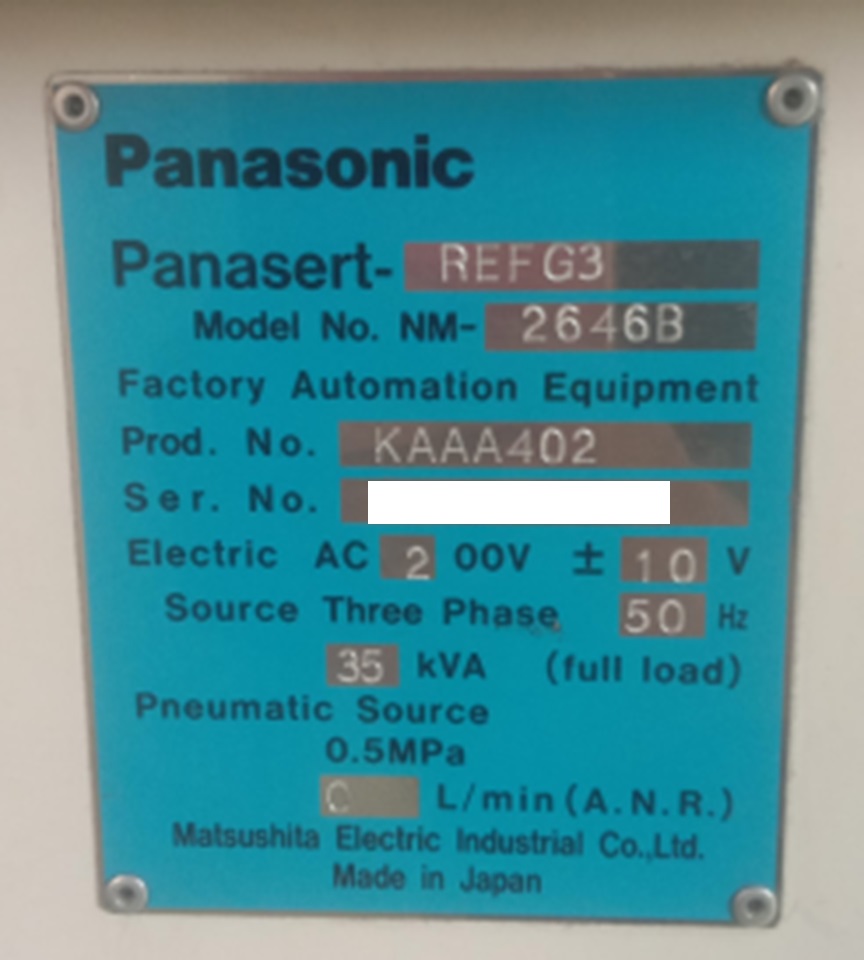 Panasonic
Panasert- REFG3
Model No. NM- 2646B
Factory Automation Equipment
Prod. No. KAAA402
Ser. No.
Electric AC 200V ± 10 V
Source Three Phase 50 Hz
35 kVA (full load)
Pneumatic Source
0.5MPa
0 L/min (A.N.R.)
Matsushita Electric Industrial Co.,Ltd.
Made in Japan